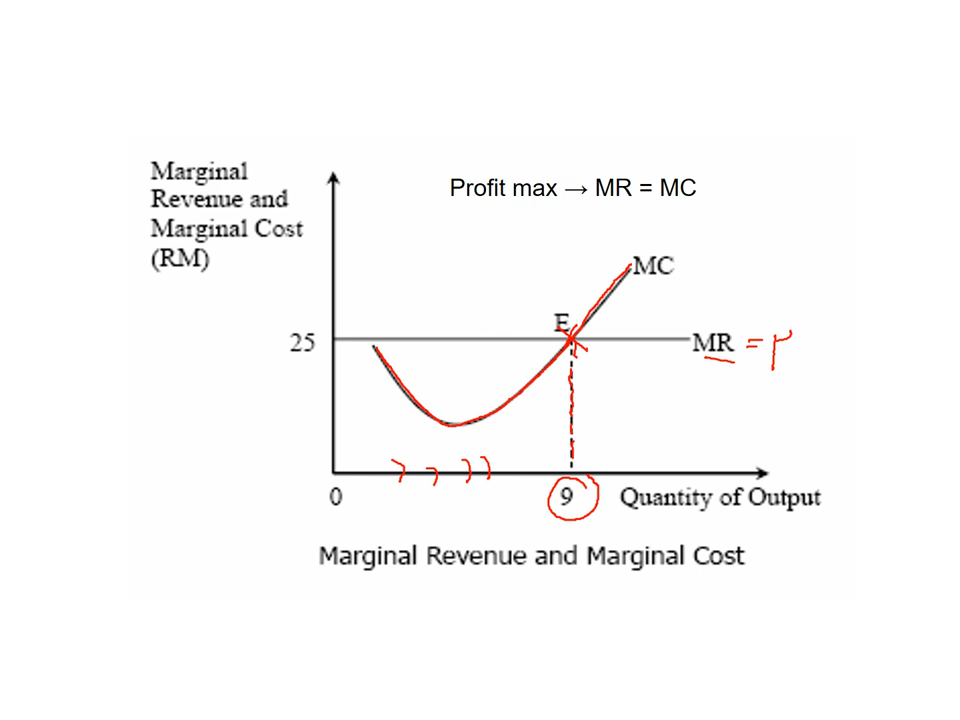 Marginal
Revenue and
Marginal Cost
(RM)
Profit max → MR = MC
MC
E
25
MR = P
0
9
Quantity of Output
Marginal Revenue and Marginal Cost